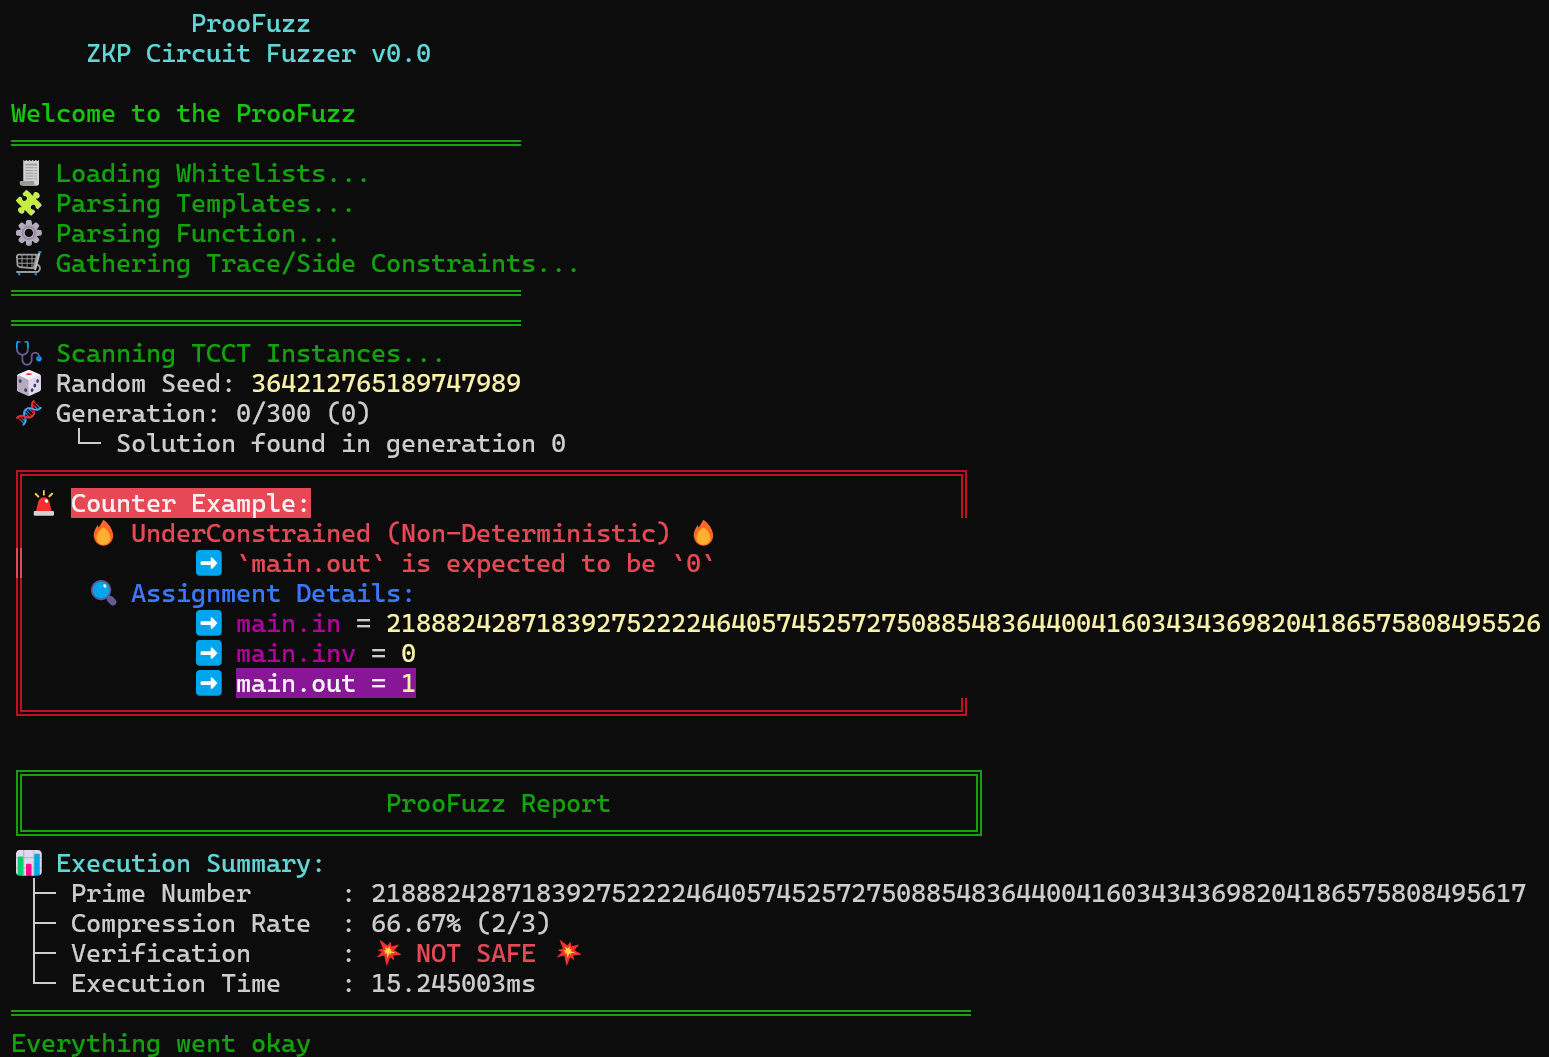 ProoFuzz
ZKP Circuit Fuzzer v0.0
Welcome to the ProoFuzz
Loading Whitelists...
Parsing Templates...
Parsing Function...
Gathering Trace/Side Constraints...
Scanning TCCT Instances...
Random Seed: 364212765189747989
Generation: 0/300 (0)
└─ Solution found in generation 0
Counter Example:
UnderConstrained (Non-Deterministic)
`main.out` is expected to be `0`
Assignment Details:
main.in = 21888242871839275222246405745257275088548364400416034343698204186575808495526
main.inv = 0
main.out = 1
ProoFuzz Report
Execution Summary:
Prime Number : 21888242871839275222246405745257275088548364400416034343698204186575808495617
Compression Rate : 66.67% (2/3)
Verification : NOT SAFE
Execution Time : 15.245003ms
Everything went okay